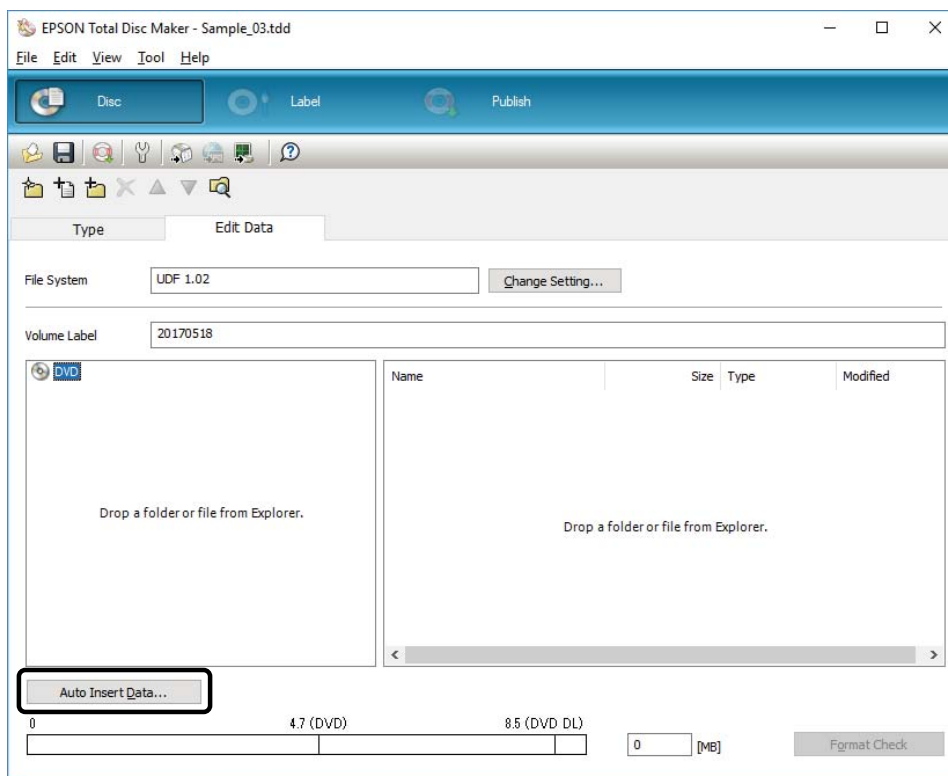 EPSON Total Disc Maker - Sample_03.tdd
File Edit View Tool Help
Disc Label Publish
Type Edit Data
File System UDF 1.02 Change Setting...
Volume Label 20170518
DVD
Name Size Type Modified
Drop a folder or file from Explorer.
Drop a folder or file from Explorer.
Auto Insert Data...
0 4.7 (DVD) 8.5 (DVD DL)
0 [MB] Format Check